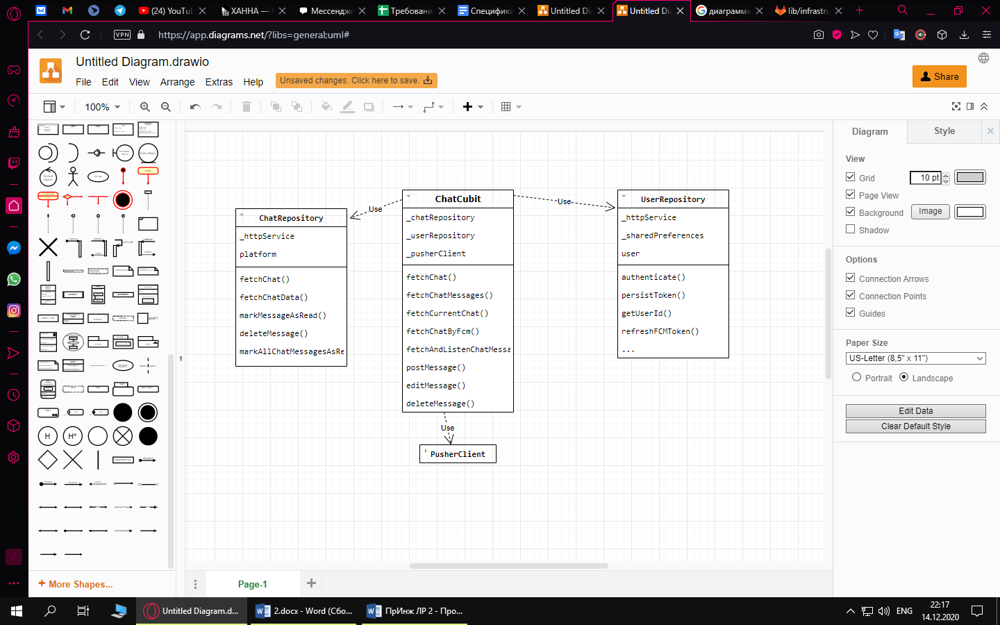 (24) YouTu
ХАННА —
Мессендже
Требовани
Специфика
Untitled Di
Untitled Di
диаграмма
lib/infrastru
VPN
https://app.diagrams.net/?libs=general;uml#
Untitled Diagram.drawio
File Edit View Arrange Extras Help
Unsaved changes. Click here to save.
Share
100%
Diagram
Style
View
Grid
10 pt
Page View
Background
Image
Shadow
Options
Connection Arrows
Connection Points
Guides
Paper Size
US-Letter (8,5" x 11")
Portrait
Landscape
Edit Data
Clear Default Style
ChatRepository
_httpService
platform
fetchChat()
fetchChatData()
markMessageAsRead()
deleteMessage()
markAllChatMessagesAsRe
Use
ChatCubit
_chatRepository
_userRepository
_pusherClient
fetchChat()
fetchChatMessages()
fetchCurrentChat()
fetchChatByFcm()
fetchAndListenChatMessa
postMessage()
editMessage()
deleteMessage()
Use
UserRepository
_httpService
_sharedPreferences
user
authenticate()
persistToken()
getUserId()
refreshFCMToken()
...
Use
PusherClient
icon
port1
H
H*
+ More Shapes...
Page-1
Untitled Diagram.d...
2.docx - Word (Сбо...
ПрИнж ЛР 2 - Про...
ENG
22:17
14.12.2020